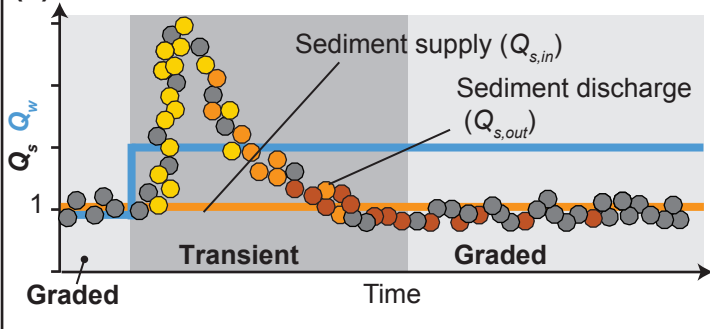 Sediment supply (Qs,in)
Sediment discharge
(Qs,out)
Qs Qw
1
Transient
Graded
Graded
Time